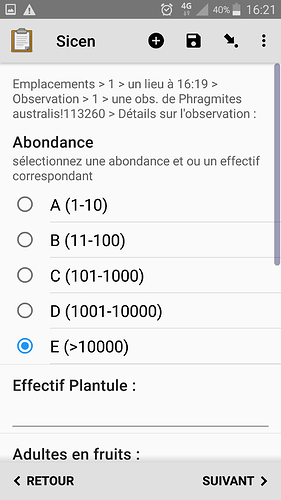 4G
40%
16:21
Sicen
Emplacements > 1 > un lieu à 16:19 >
Observation > 1 > une obs. de Phragmites
australis!113260 > Détails sur l'observation :
Abondance
sélectionnez une abondance et ou un effectif
correspondant
A (1-10)
B (11-100)
C (101-1000)
D (1001-10000)
E (>10000)
Effectif Plantule :
Adultes en fruits :
RETOUR
SUIVANT